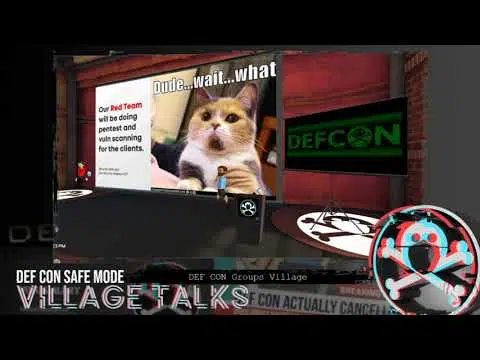 Dude...wait...what
Our Red Team
will be doing
pentest and
vuln scanning
for the clients.
DEFCON
DEF CON SAFE MODE
VILLAGE TALKS
DEF CON Groups Village
DEF CON ACTUALLY CANCELL